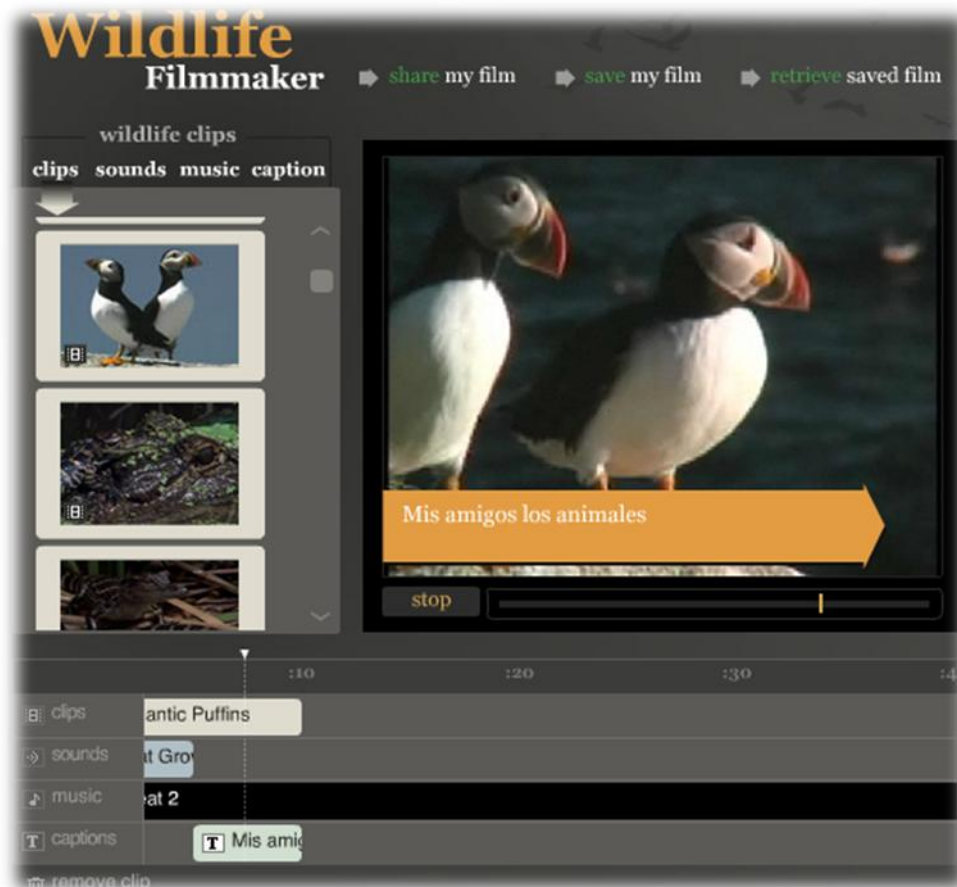 Wildlife
Filmmaker
share my film save my film retrieve saved film
wildlife clips
clips sounds music caption
Mis amigos los animales
stop
:10 :20 :30 :4
clips antic Puffins
sounds at Grov
music eat 2
captions T Mis amig
remove clip